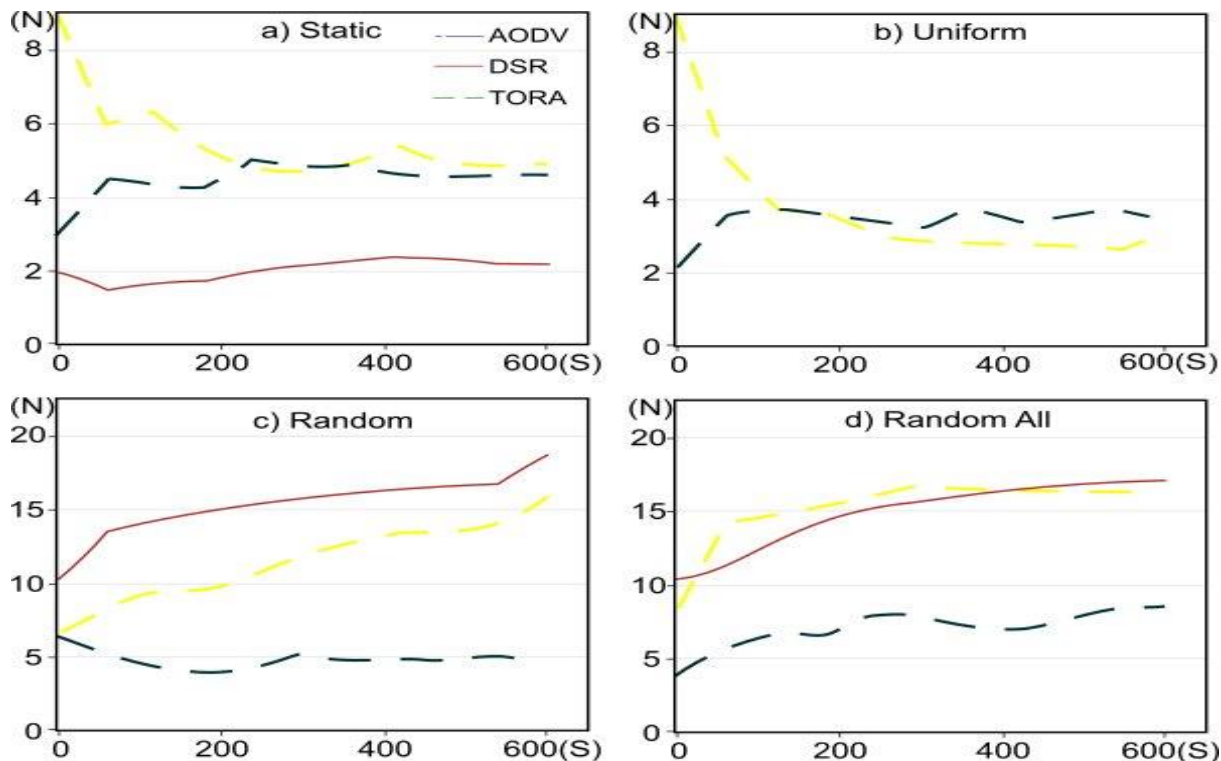 (N)
a) Static
AODV
DSR
TORA
8
6
4
2
0
0 200 400 600(S)
(N)
b) Uniform
8
6
4
2
0
0 200 400 600(S)
(N)
c) Random
20
15
10
5
0
0 200 400 600(S)
(N)
d) Random All
20
15
10
5
0
0 200 400 600(S)